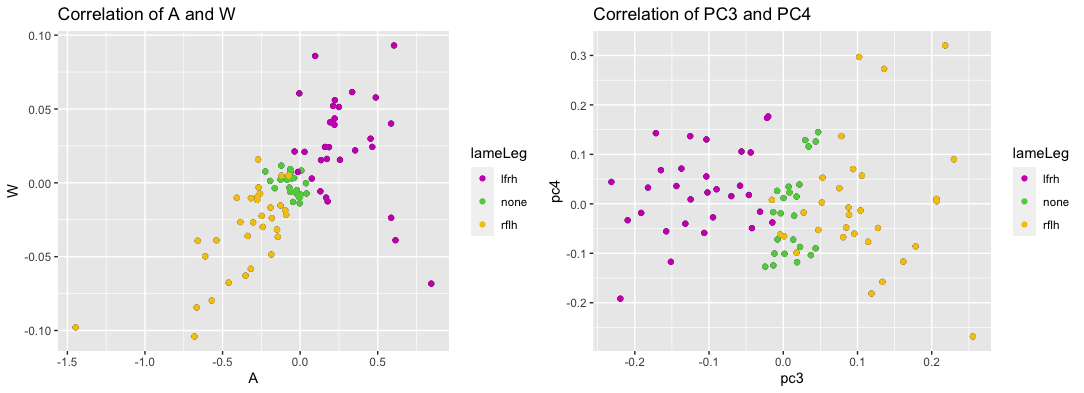 Correlation of A and W
0.10
0.05
0.00
-0.05
-0.10
W
-1.5 -1.0 -0.5 0.0 0.5
A
lameLeg
lfrh
none
rflh
Correlation of PC3 and PC4
0.3
0.2
0.1
0.0
-0.1
-0.2
pc4
-0.2 -0.1 0.0 0.1 0.2
pc3
lameLeg
lfrh
none
rflh